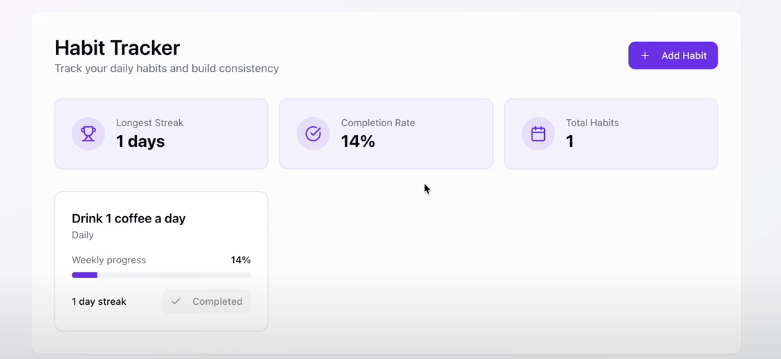 Habit Tracker
Track your daily habits and build consistency
+ Add Habit
Longest Streak
1 days
Completion Rate
14%
Total Habits
1
Drink 1 coffee a day
Daily
Weekly progress 14%
1 day streak
Completed